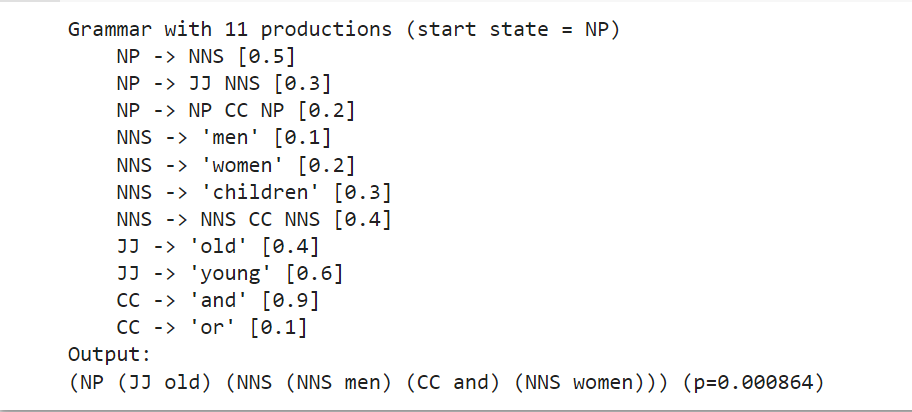 Grammar with 11 productions (start state = NP)
NP -> NNS [0.5]
NP -> JJ NNS [0.3]
NP -> NP CC NP [0.2]
NNS -> 'men' [0.1]
NNS -> 'women' [0.2]
NNS -> 'children' [0.3]
NNS -> NNS CC NNS [0.4]
JJ -> 'old' [0.4]
JJ -> 'young' [0.6]
CC -> 'and' [0.9]
CC -> 'or' [0.1]
Output:
(NP (JJ old) (NNS (NNS men) (CC and) (NNS women))) (p=0.000864)